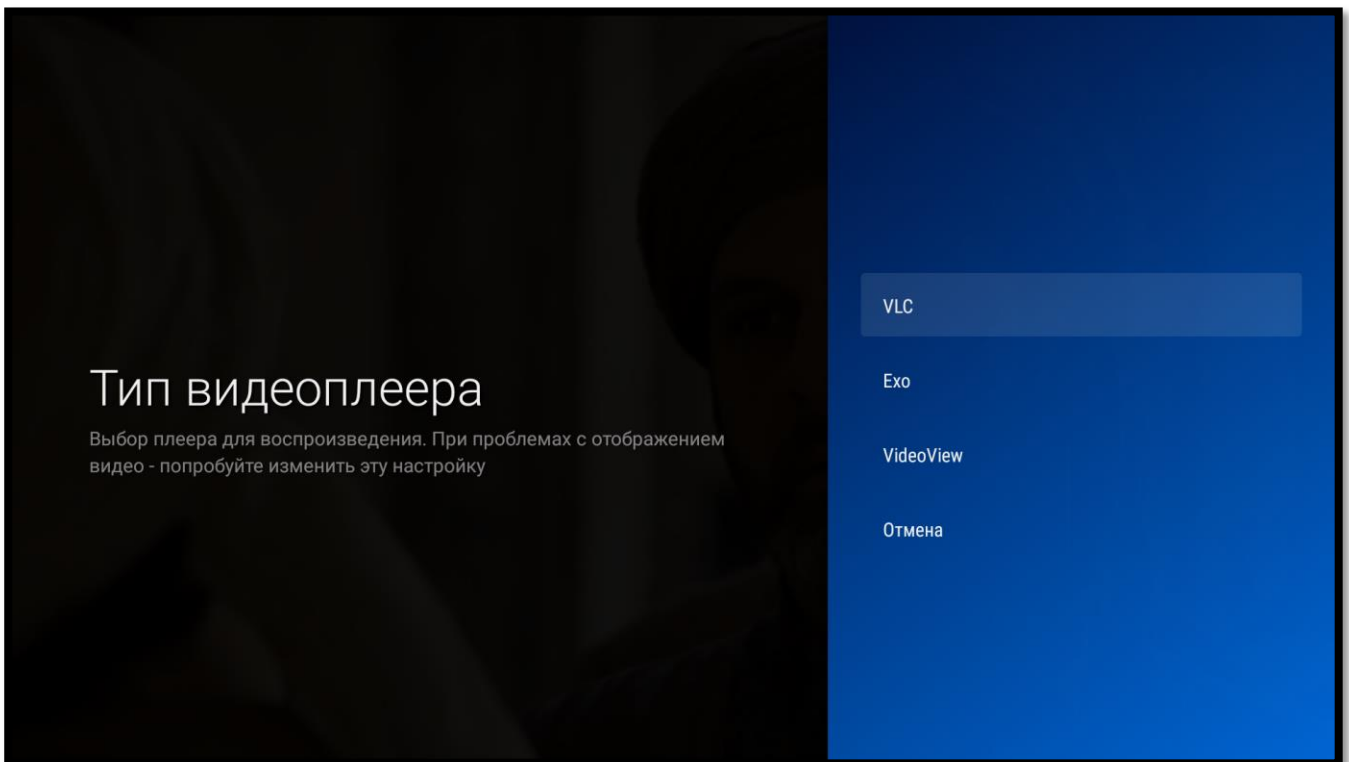 Тип видеоплеера
Выбор плеера для воспроизведения. При проблемах с отображением
видео - попробуйте изменить эту настройку
VLC
Exo
VideoView
Отмена